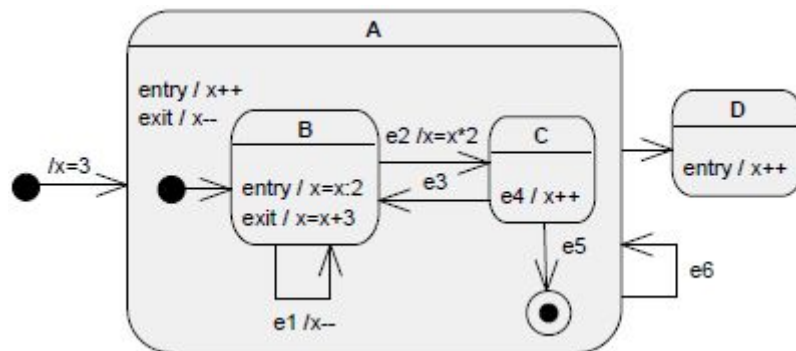 A
entry / x++
exit / x--
/x=3
B
entry / x=x:2
exit / x=x+3
e1 /x--
e2 /x=x*2
e3
C
e4 / x++
e5
D
entry / x++
e6